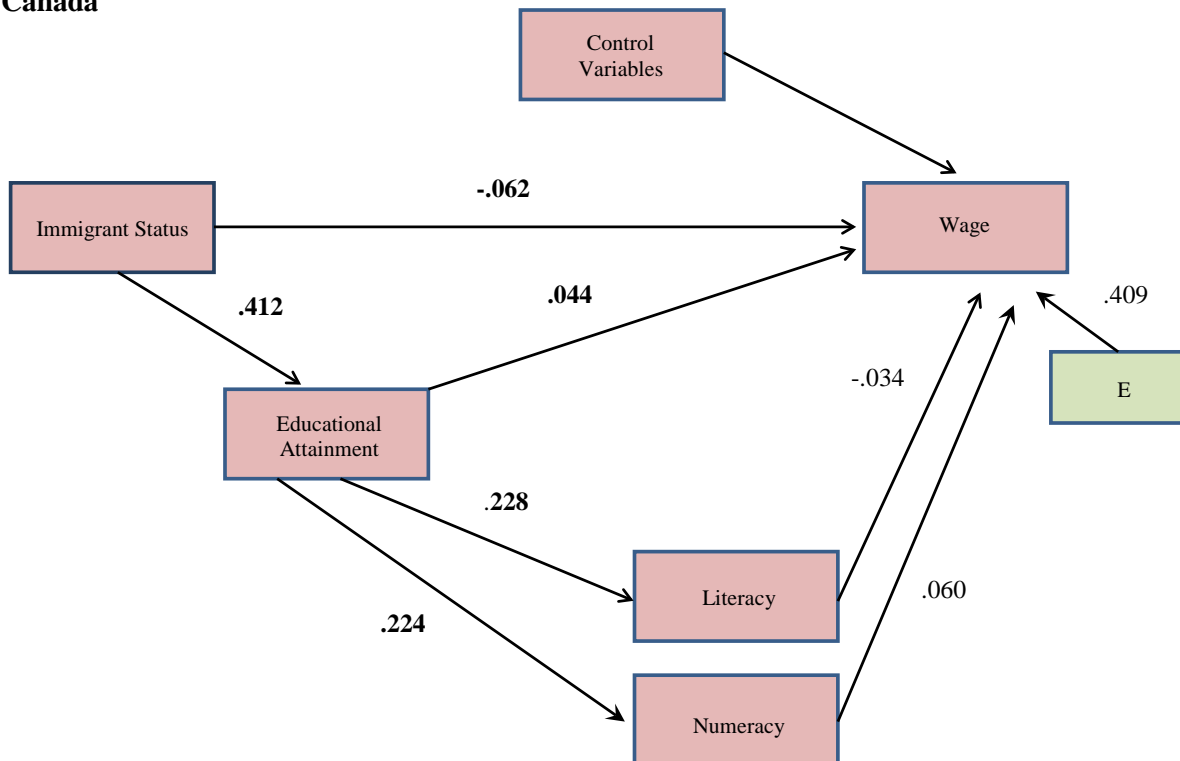 Canada
Control
Variables
-.062
Immigrant Status
Wage
.412
.044
.409
-.034
E
Educational
Attainment
.228
Literacy
.060
.224
Numeracy